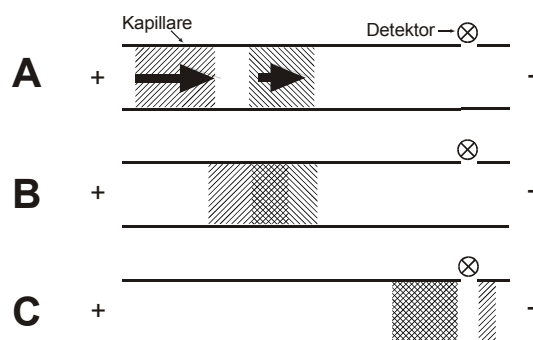 Kapillare
Detektor
A + -
B + -
C + -